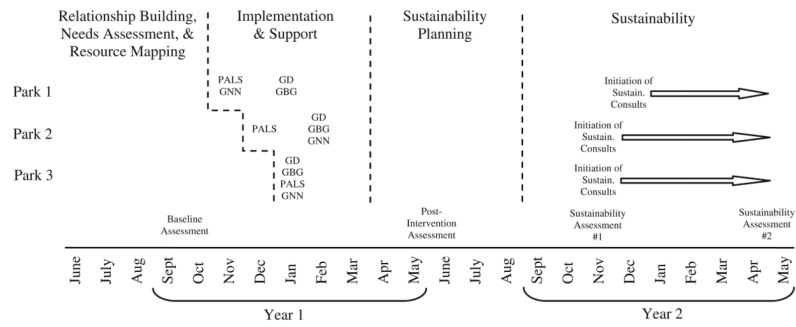 Relationship Building,
Needs Assessment, &
Resource Mapping
Implementation
& Support
Sustainability
Planning
Sustainability
Park 1
PALS
GNN
GD
GBG
Initiation of
Sustain.
Consults
Park 2
PALS
GD
GBG
GNN
Initiation of
Sustain.
Consults
Park 3
GD
GBG
PALS
GNN
Initiation of
Sustain.
Consults
Baseline
Assessment
Post-
Intervention
Assessment
Sustainability
Assessment
#1
Sustainability
Assessment
#2
June
July
Aug
Sept
Oct
Nov
Dec
Jan
Feb
Mar
Apr
May
June
July
Aug
Sept
Oct
Nov
Dec
Jan
Feb
Mar
Apr
May
Year 1
Year 2